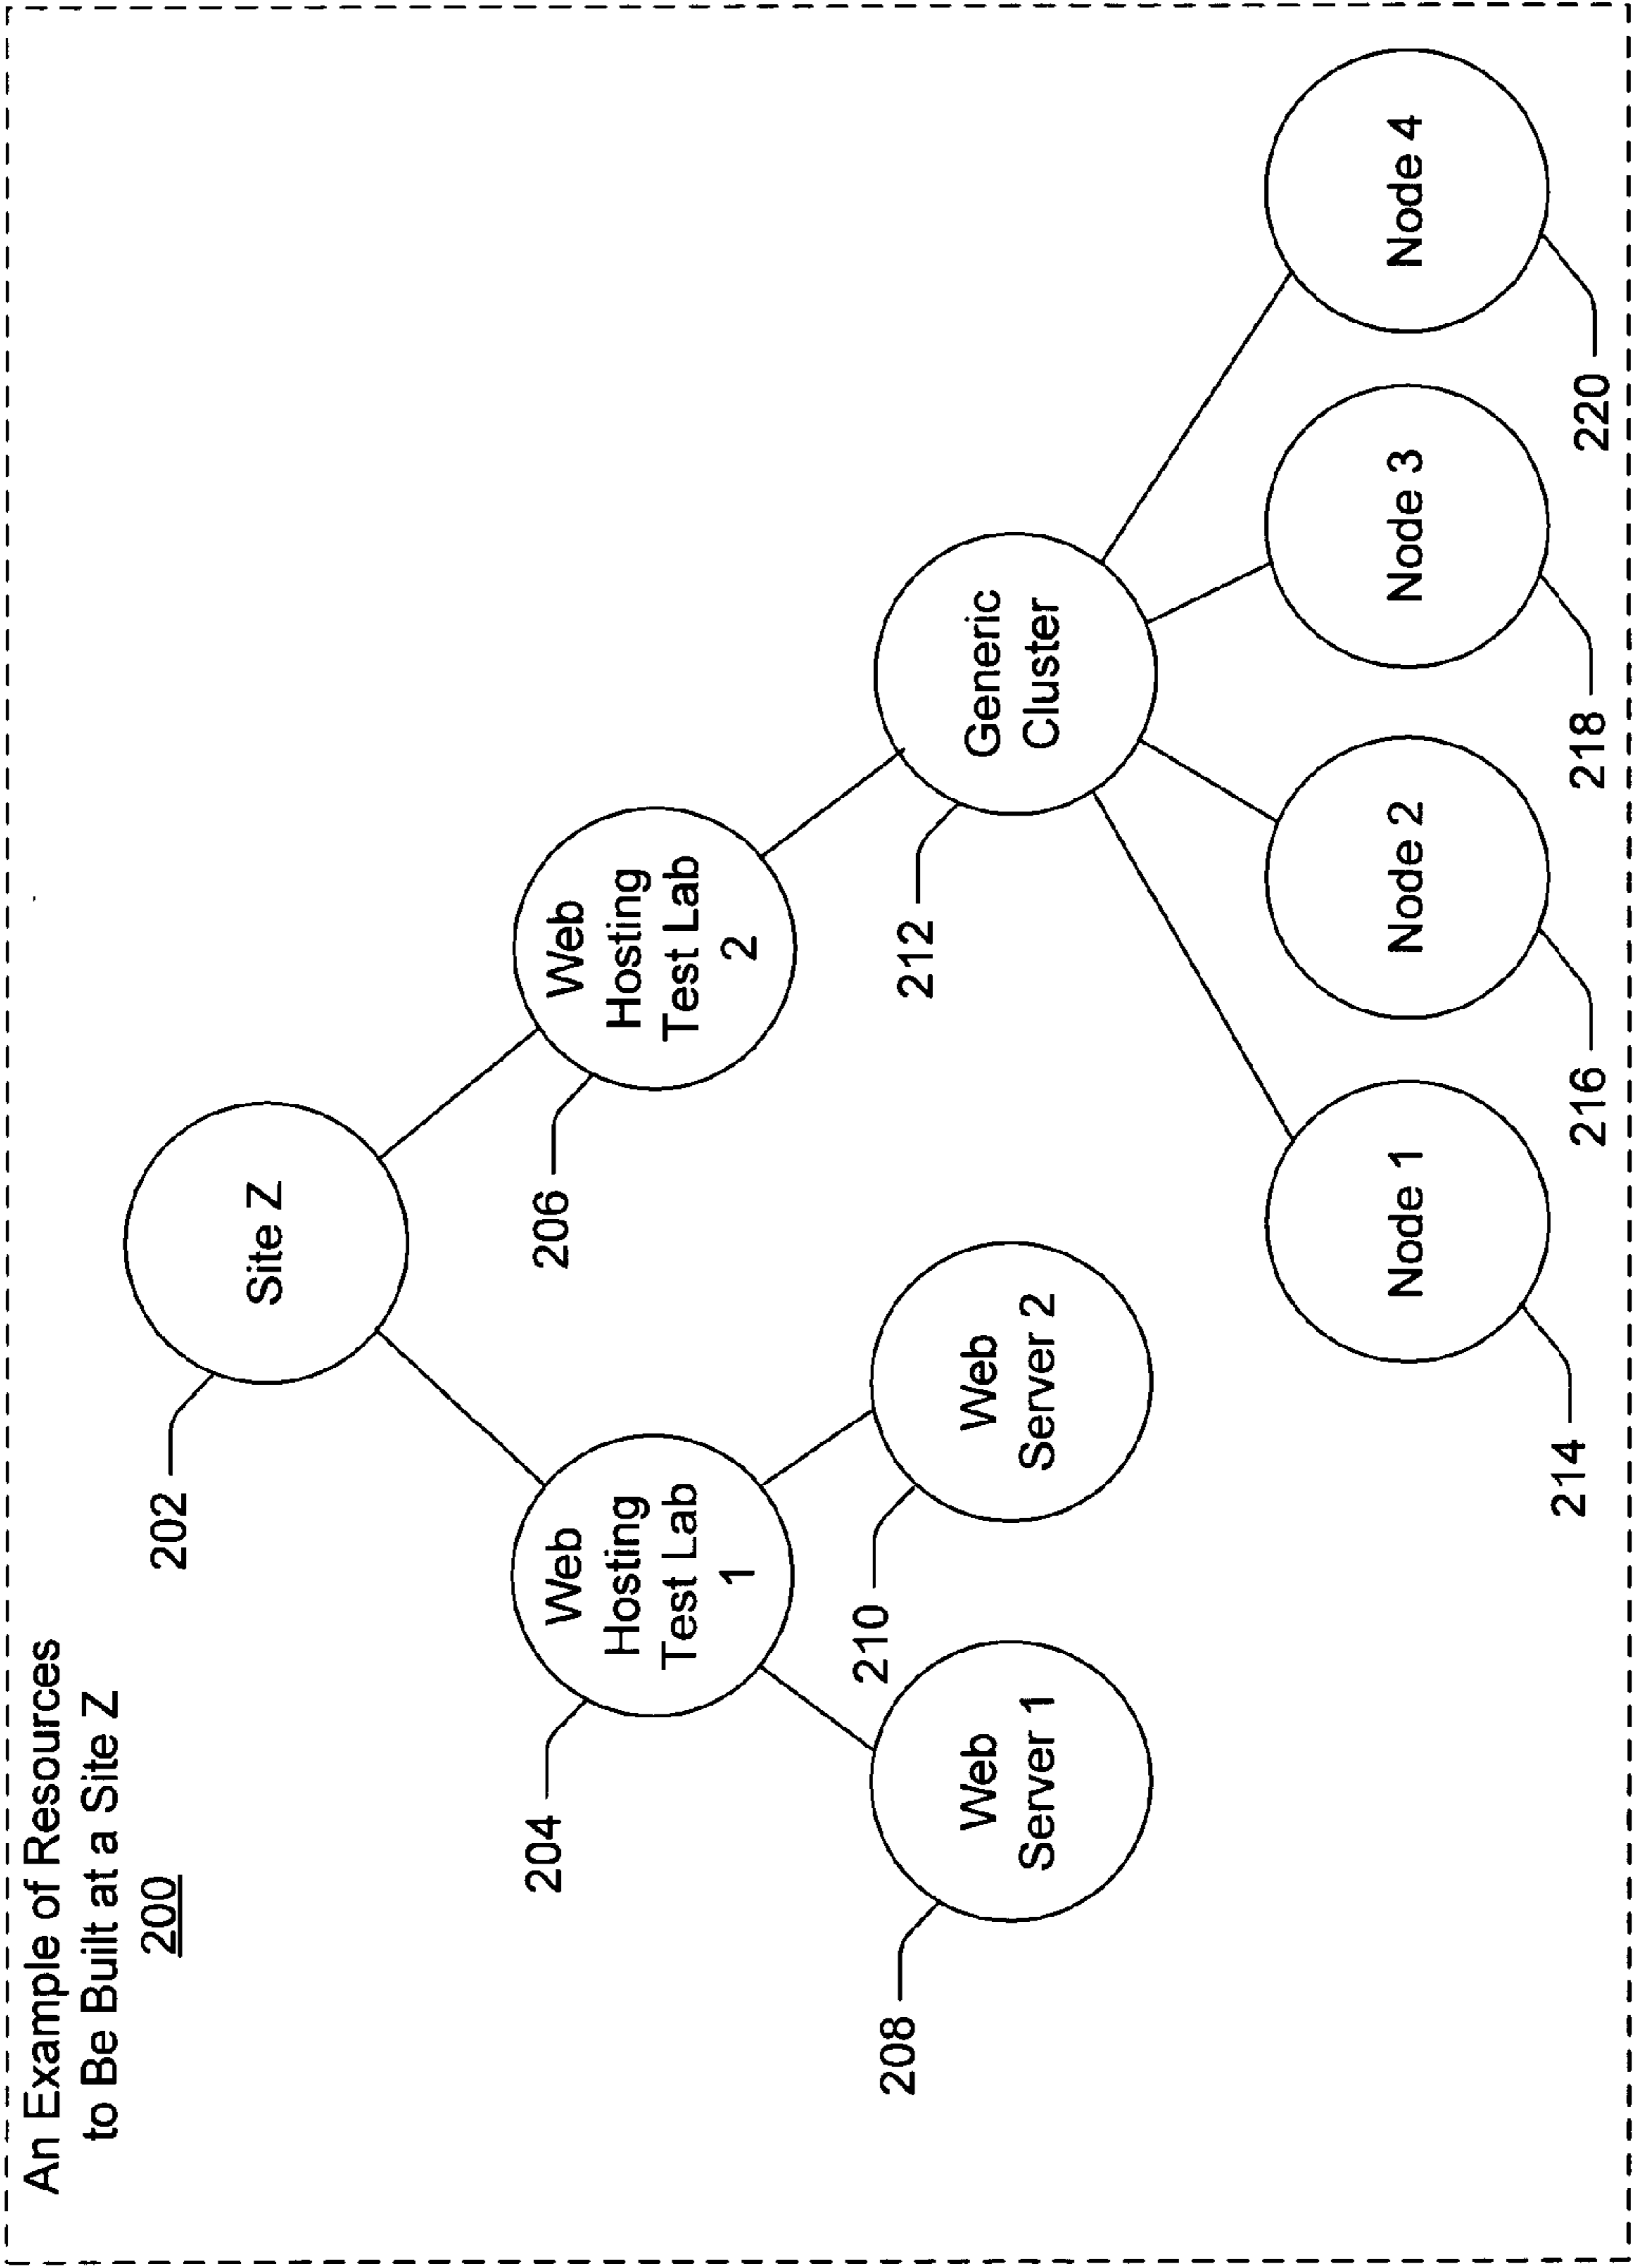 An Example of Resources
to Be Built at a Site Z
200
202
Site Z
204
Web
Hosting
Test Lab
1
206
Web
Hosting
Test Lab
2
208
Web
Server 1
210
Web
Server 2
212
Generic
Cluster
214
Node 1
216
Node 2
218
Node 3
220
Node 4